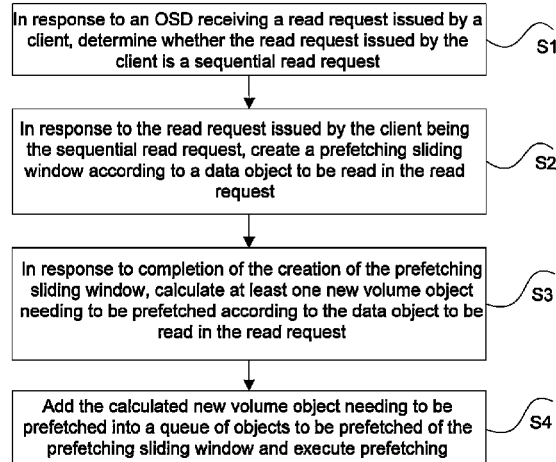 In response to an OSD receiving a read request issued by a
client, determine whether the read request issued by the
client is a sequential read request
S1
In response to the read request issued by the client being
the sequential read request, create a prefetching sliding
window according to a data object to be read in the read
request
S2
In response to completion of the creation of the prefetching
sliding window, calculate at least one new volume object
needing to be prefetched according to the data object to be
read in the read request
S3
Add the calculated new volume object needing to be
prefetched into a queue of objects to be prefetched of the
prefetching sliding window and execute prefetching
S4